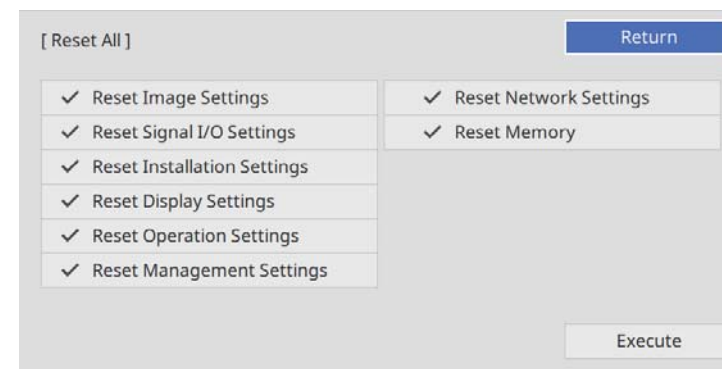 [ Reset All ]
Return
Reset Image Settings
Reset Signal I/O Settings
Reset Installation Settings
Reset Display Settings
Reset Operation Settings
Reset Management Settings
Reset Network Settings
Reset Memory
Execute